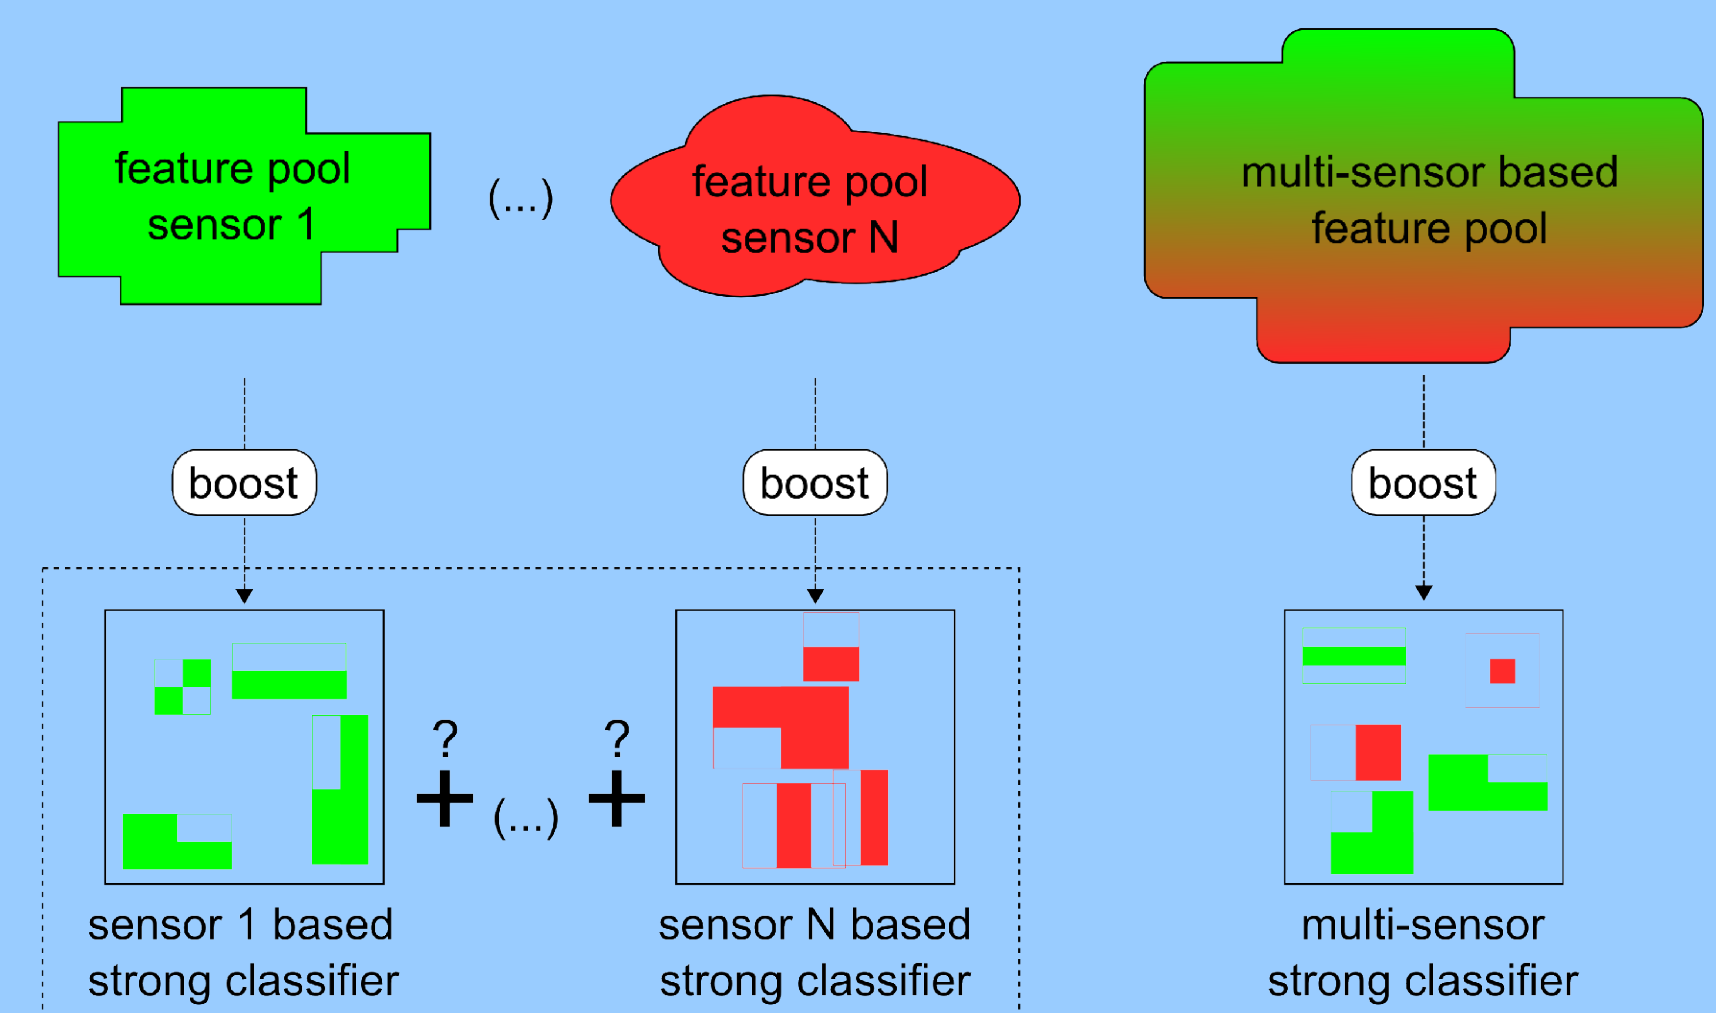 feature pool
sensor 1
(...)
feature pool
sensor N
multi-sensor based
feature pool
boost
boost
boost
?
+
(...)
?
+
sensor 1 based
strong classifier
sensor N based
strong classifier
multi-sensor
strong classifier